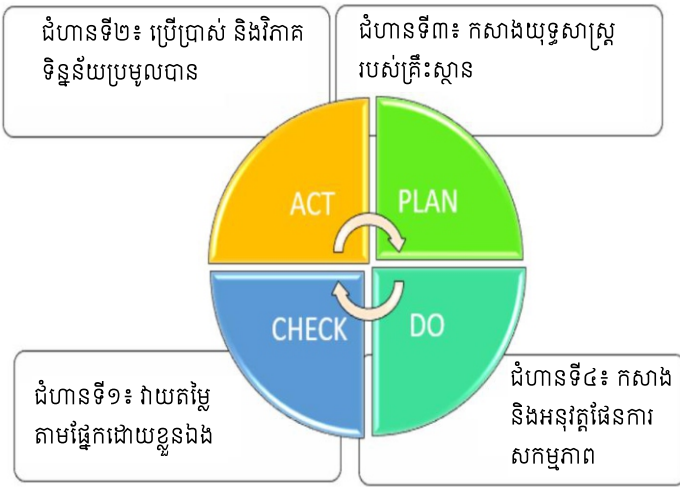 ជំហានទី២៖ ប្រើប្រាស់ និងវិភាគ
ទិន្នន័យប្រមូលបាន
ជំហានទី៣៖ កសាងយុទ្ធសាស្ត្រ
របស់គ្រឹះស្ថាន
ACT
PLAN
CHECK
DO
ជំហានទី១៖ វាយតម្លៃ
តាមផ្នែកដោយខ្លួនឯង
ជំហានទី៤៖ កសាង
និងអនុវត្តផែនការ
សកម្មភាព